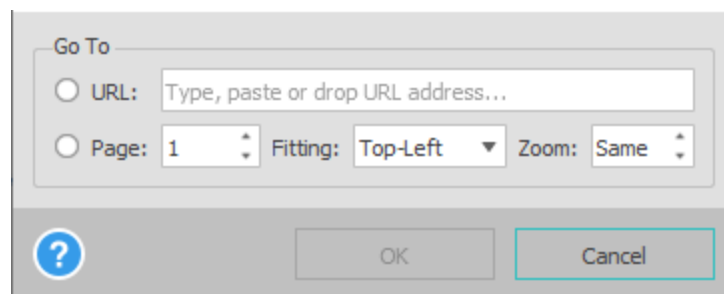 Go To
URL: Type, paste or drop URL address...
Page: 1 Fitting: Top-Left Zoom: Same
? OK Cancel